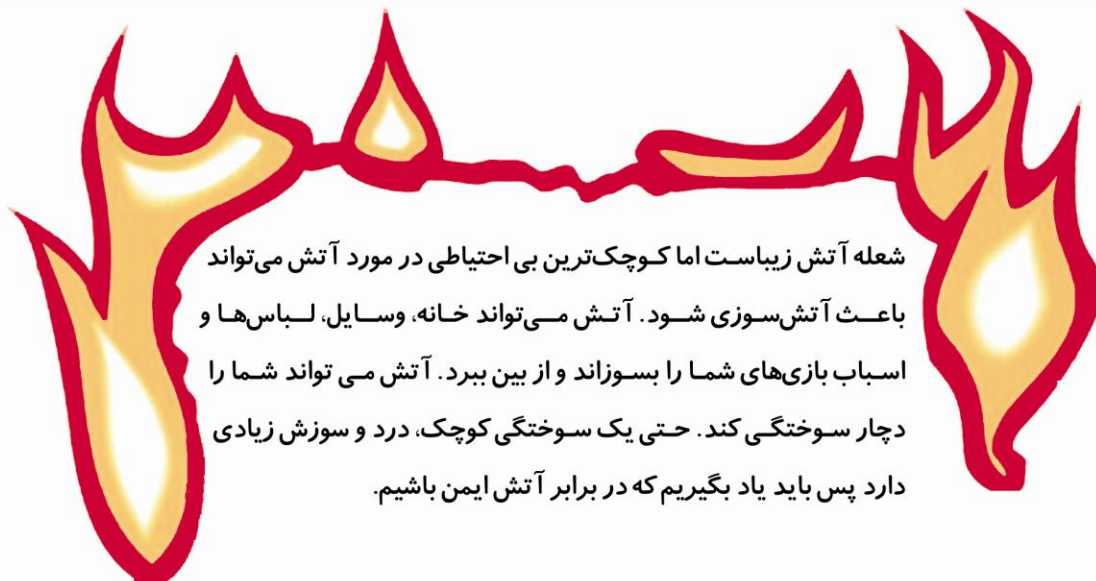 شعله آتش زیباست اما کوچک‌ترین بی احتیاطی در مورد آتش می‌تواند
باعث آتش‌سوزی شود. آتش می‌تواند خانه، وسایل، لباس‌ها و
اسباب بازی‌های شما را بسوزاند و از بین ببرد. آتش می تواند شما را
دچار سوختگی کند. حتی یک سوختگی کوچک، درد و سوزش زیادی
دارد پس باید یاد بگیریم که در برابر آتش ایمن باشیم.